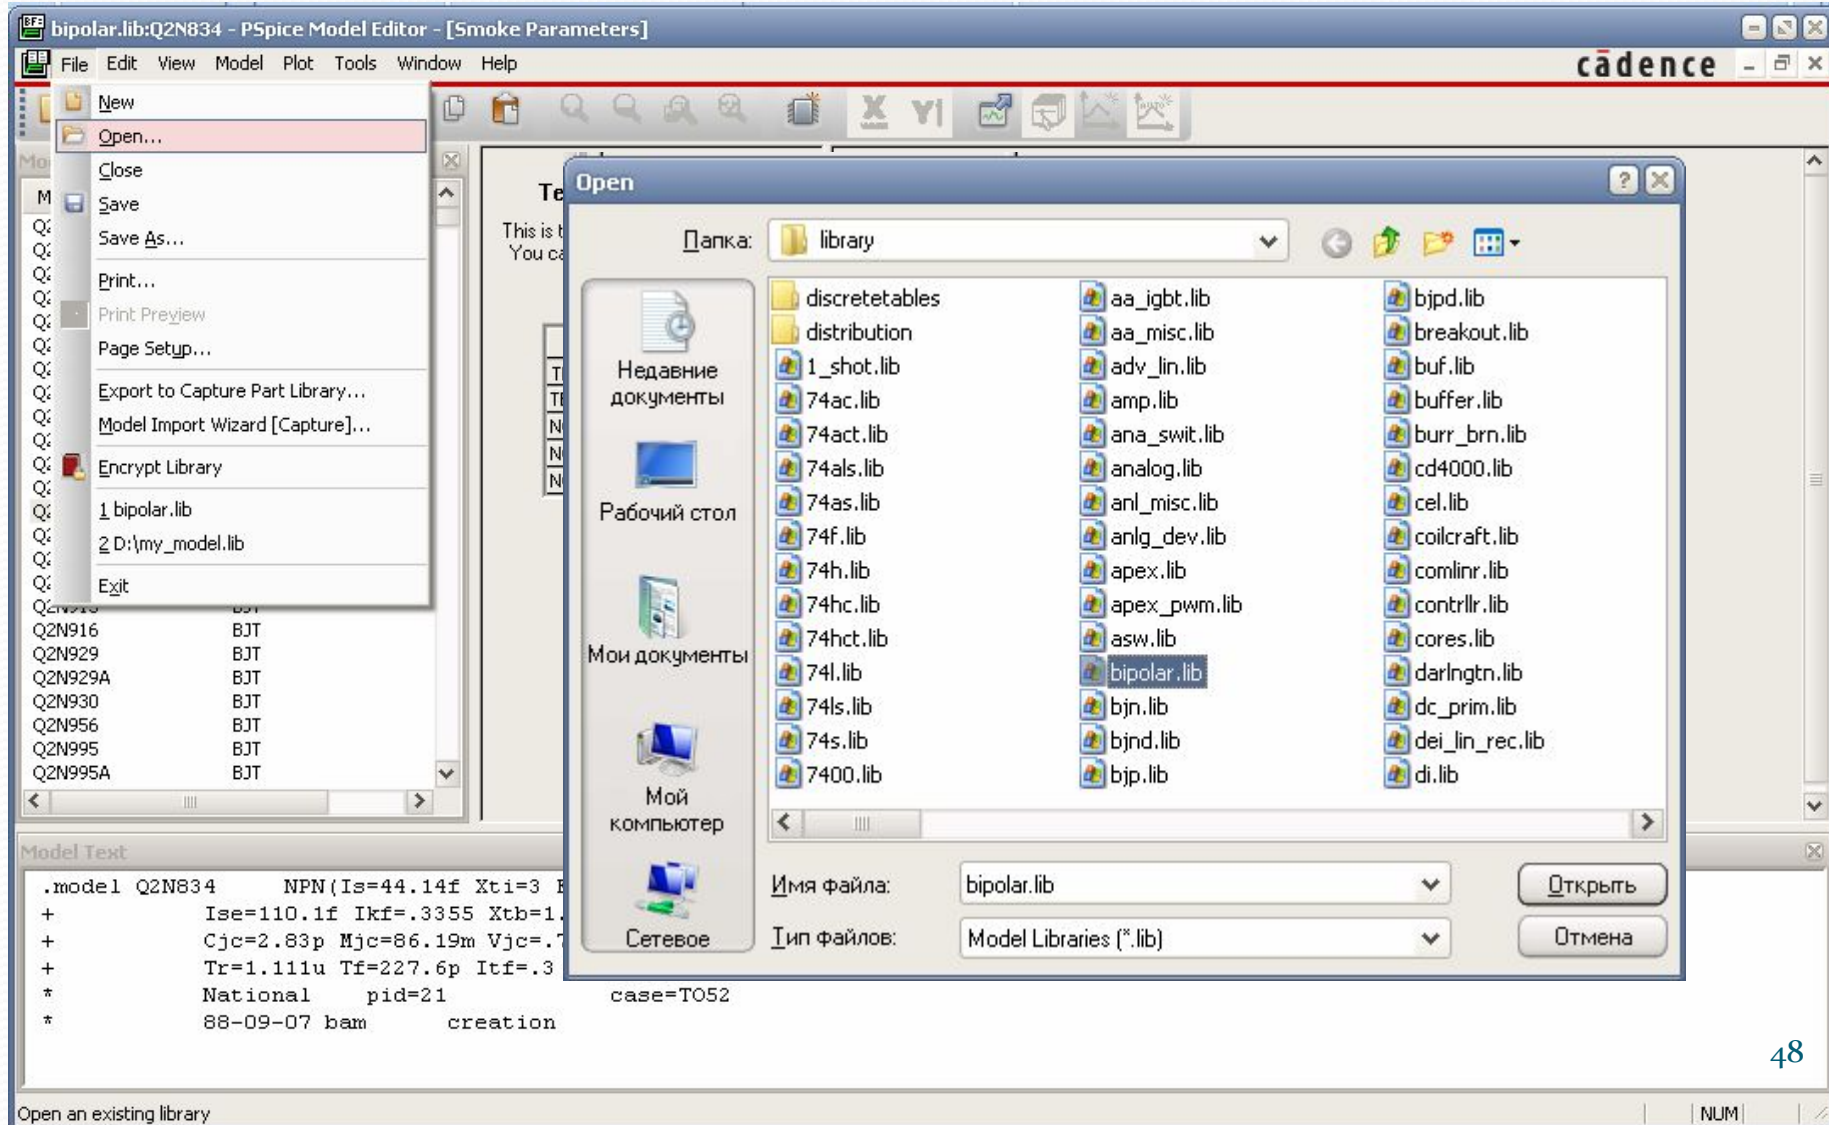 bipolar.lib:Q2N834 - PSpice Model Editor - [Smoke Parameters]
File Edit View Model Plot Tools Window Help
cādence
New
Open...
Close
Save
Save As...
Print...
Print Preview
Page Setup...
Export to Capture Part Library...
Model Import Wizard [Capture]...
Encrypt Library
1 bipolar.lib
2 D:\my_model.lib
Exit
Q2N916 BJT
Q2N929 BJT
Q2N929A BJT
Q2N930 BJT
Q2N956 BJT
Q2N995 BJT
Q2N995A BJT
This is
Open
Папка: library
Недавние документы
Рабочий стол
Мои документы
Мой компьютер
Сетевое
discretetables
distribution
1_shot.lib
74ac.lib
74act.lib
74als.lib
74as.lib
74f.lib
74h.lib
74hc.lib
74hct.lib
74l.lib
74ls.lib
74s.lib
7400.lib
aa_igbt.lib
aa_misc.lib
adv_lin.lib
amp.lib
ana_swit.lib
analog.lib
anl_misc.lib
anlg_dev.lib
apex.lib
apex_pwm.lib
asw.lib
bipolar.lib
bjn.lib
bjnd.lib
bjp.lib
bjpd.lib
breakout.lib
buf.lib
buffer.lib
burr_brn.lib
cd4000.lib
cel.lib
coilcraft.lib
comlinr.lib
contrllr.lib
cores.lib
darlngtn.lib
dc_prim.lib
dei_lin_rec.lib
di.lib
Имя файла: bipolar.lib Открыть
Тип файлов: Model Libraries (*.lib) Отмена
Model Text
.model Q2N834 NPN(Is=44.14f Xti=3
+ Ise=110.1f Ikf=.3355 Xtb=1.
+ Cjc=2.83p Mjc=86.19m Vjc=.7
+ Tr=1.111u Tf=227.6p Itf=.3
* National pid=21 case=TO52
* 88-09-07 bam creation
48
Open an existing library NUM